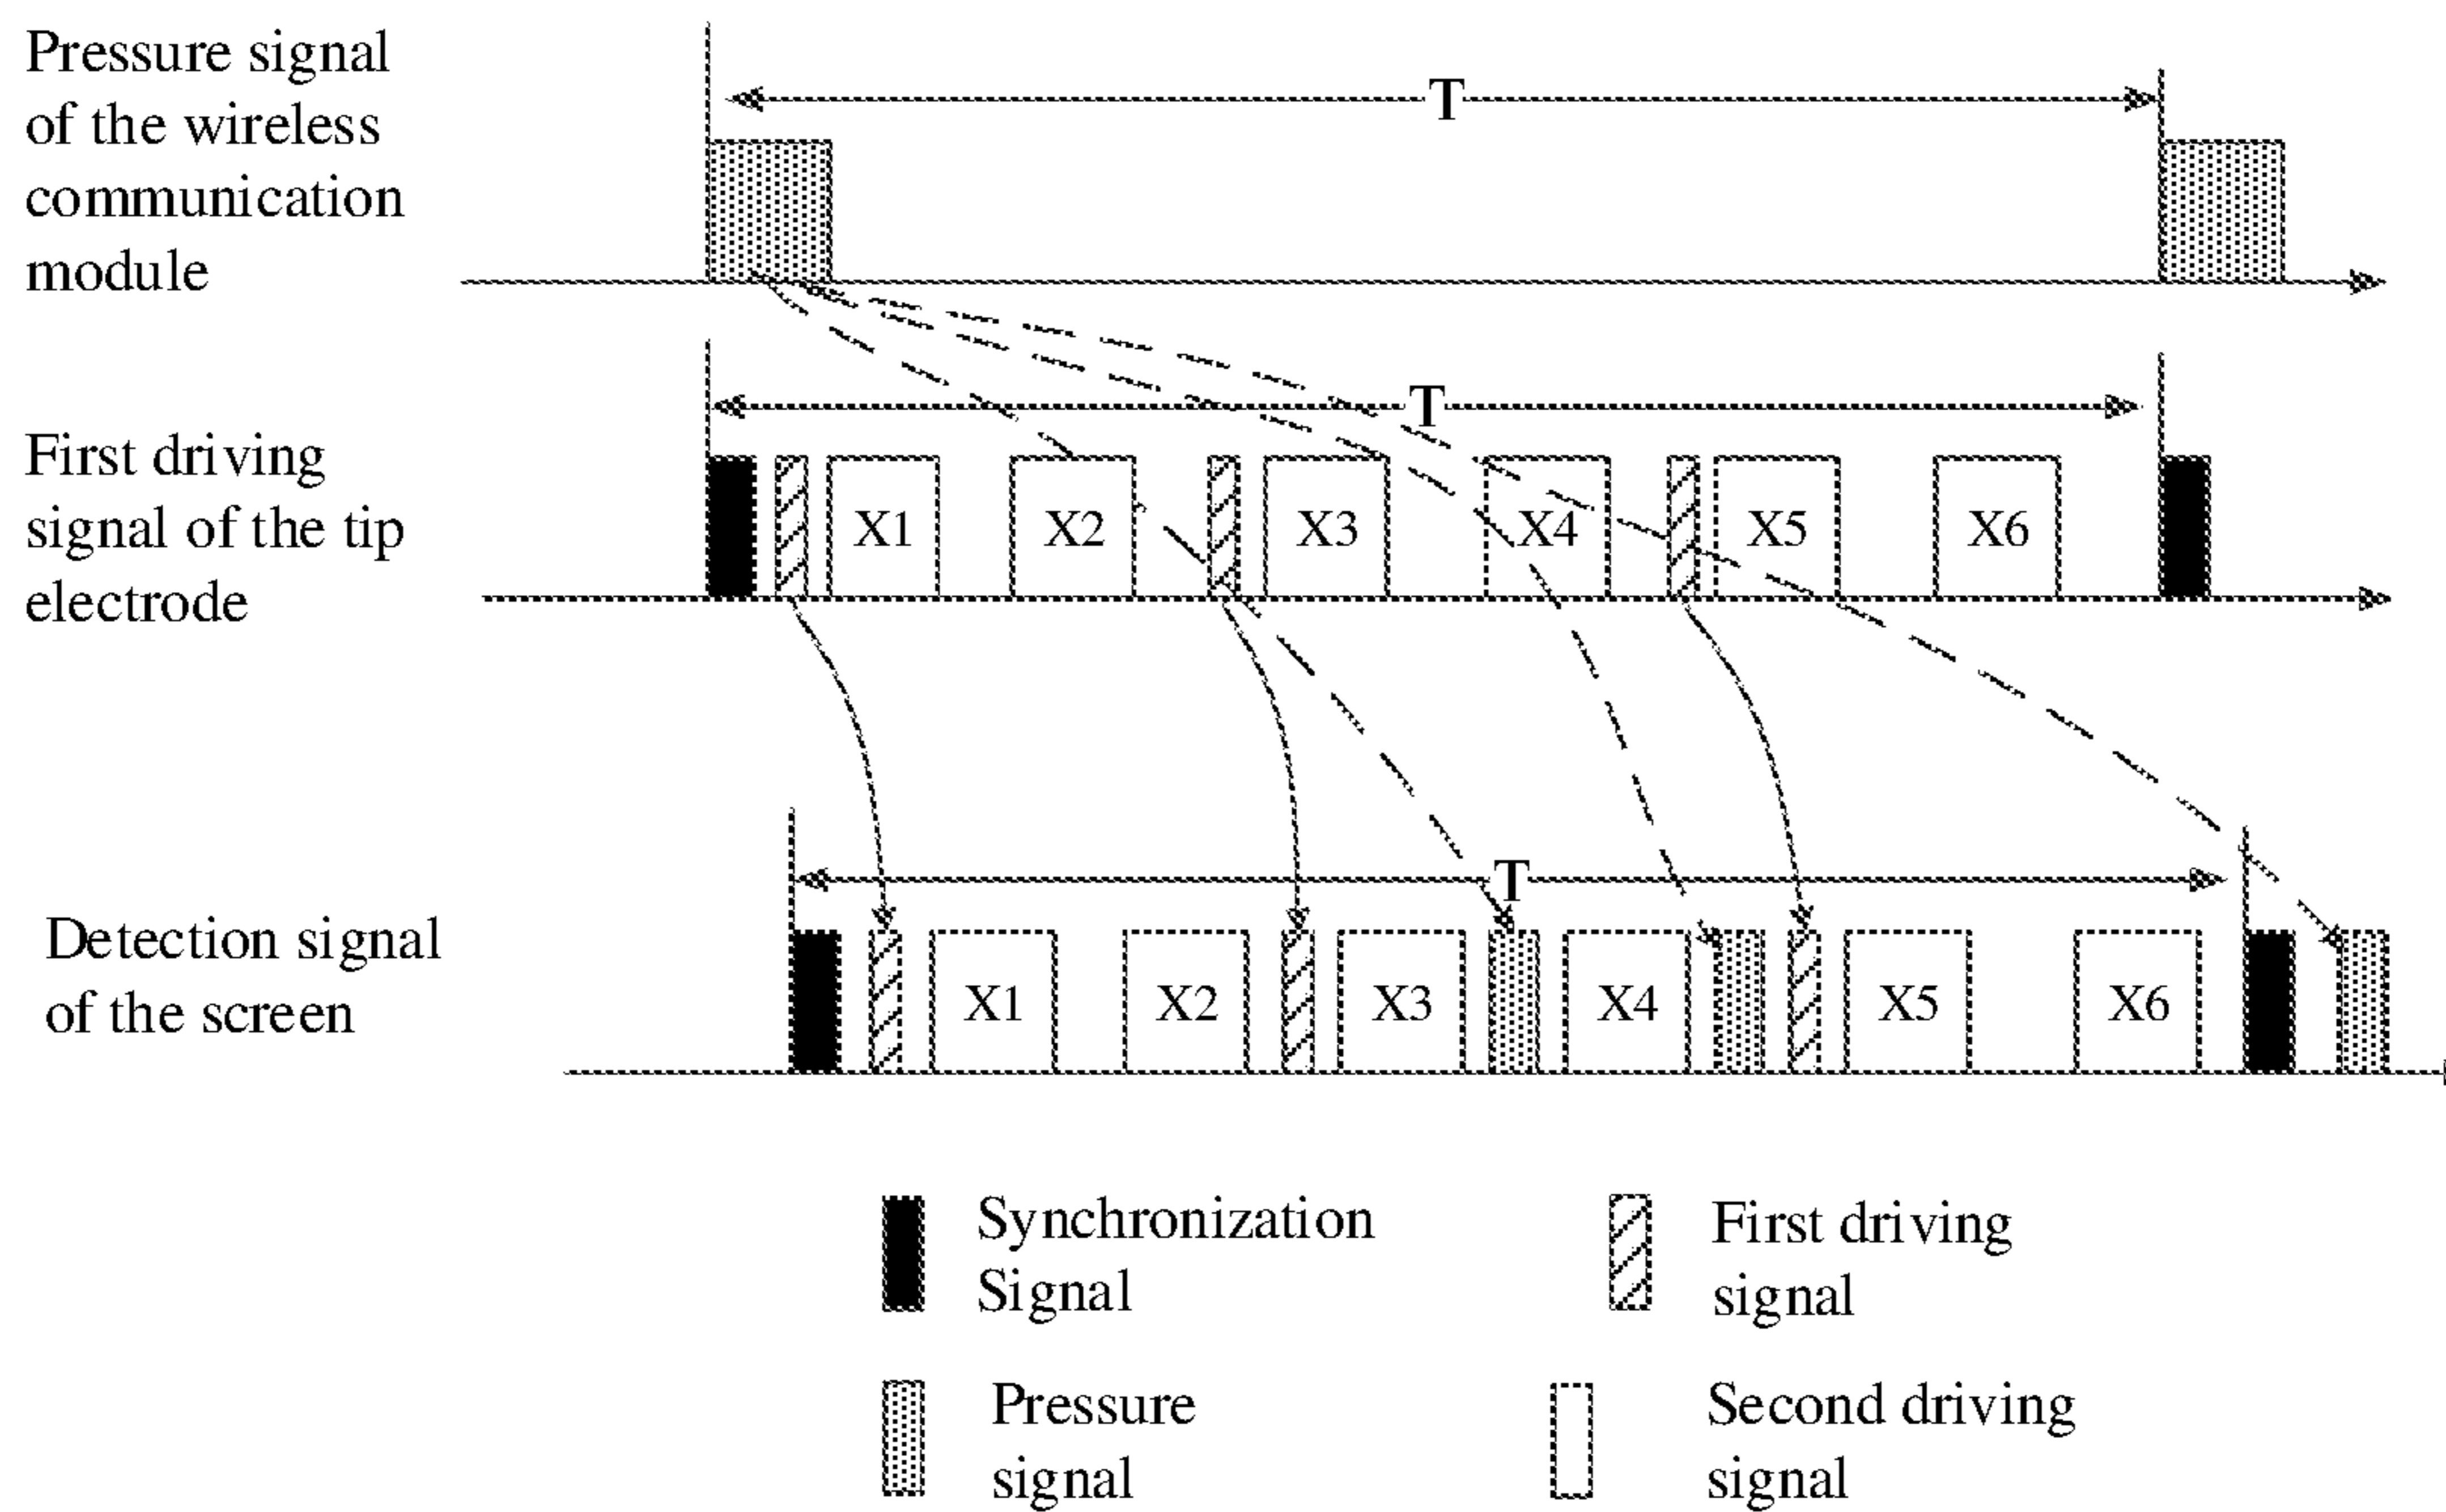 Pressure signal
of the wireless
communication
module
T
First driving
signal of the tip
electrode
T
X1 X2 X3 X4 X5 X6
Detection signal
of the screen
T
X1 X2 X3 X4 X5 X6
Synchronization
Signal
First driving
signal
Pressure
signal
Second driving
signal